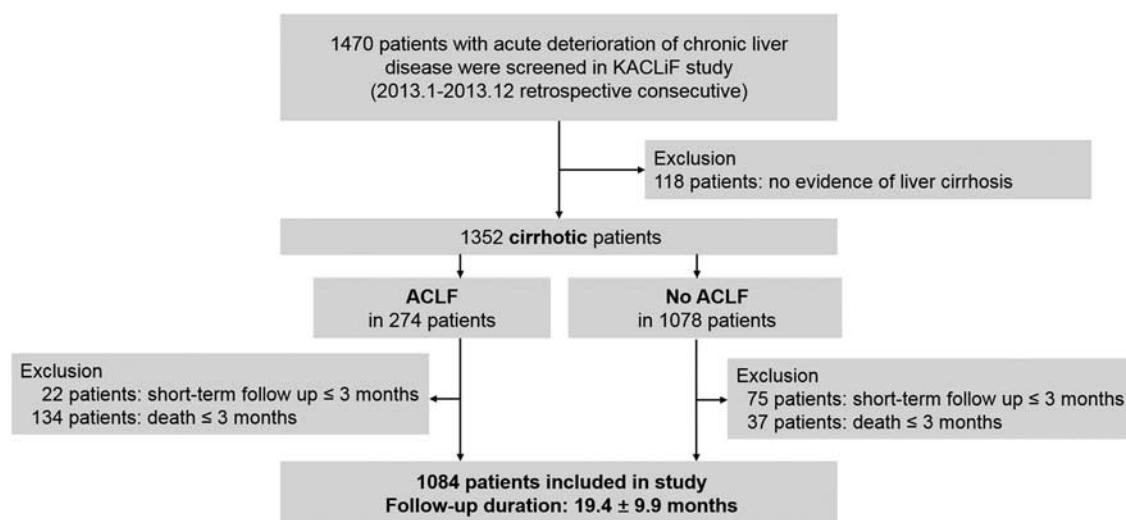 1470 patients with acute deterioration of chronic liver
disease were screened in KACLiF study
(2013.1-2013.12 retrospective consecutive)
Exclusion
118 patients: no evidence of liver cirrhosis
1352 cirrhotic patients
ACLF
in 274 patients
No ACLF
in 1078 patients
Exclusion
22 patients: short-term follow up ≤ 3 months
134 patients: death ≤ 3 months
Exclusion
75 patients: short-term follow up ≤ 3 months
37 patients: death ≤ 3 months
1084 patients included in study
Follow-up duration: 19.4 ± 9.9 months